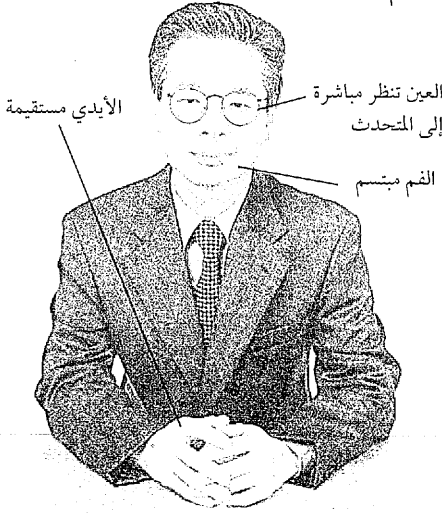 العين تنظر مباشرة
إلى المتحدث
الأيدي مستقيمة
الفم مبتسم